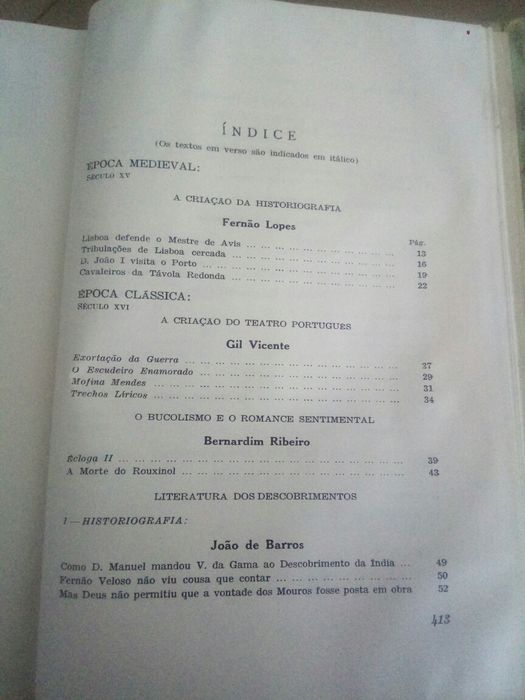 ÍNDICE
(Os textos em verso são indicados em itálico)
ÉPOCA MEDIEVAL:
SÉCULO XV
A CRIAÇÃO DA HISTORIOGRAFIA
Fernão Lopes
Pág.
Lisboa defende o Mestre de Avis ... ... ... ... ... ... ... ... ... ... 13
Tribulações de Lisboa cercada ... ... ... ... ... ... ... ... ... ... 16
D. João I visita o Porto ... ... ... ... ... ... ... ... ... ... ... 19
Cavaleiros da Távola Redonda ... ... ... ... ... ... ... ... ... ... 22
ÉPOCA CLÁSSICA:
SÉCULO XVI
A CRIAÇÃO DO TEATRO PORTUGUÊS
Gil Vicente
Exortação da Guerra ... ... ... ... ... ... ... ... ... ... ... ... 27
O Escudeiro Enamorado ... ... ... ... ... ... ... ... ... ... ... 29
Mofina Mendes ... ... ... ... ... ... ... ... ... ... ... ... ... 31
Trechos Líricos ... ... ... ... ... ... ... ... ... ... ... ... ... 34
O BUCOLISMO E O ROMANCE SENTIMENTAL
Bernardim Ribeiro
Écloga II ... ... ... ... ... ... ... ... ... ... ... ... ... ... ... 39
A Morte do Rouxinol ... ... ... ... ... ... ... ... ... ... ... ... 43
LITERATURA DOS DESCOBRIMENTOS
1 — HISTORIOGRAFIA:
João de Barros
Como D. Manuel mandou V. da Gama ao Descobrimento da Índia ... 49
Fernão Veloso não viu cousa que contar ... ... ... ... ... ... ... 50
Mas Deus não permitiu que a vontade dos Mouros fosse posta em obra 52
413